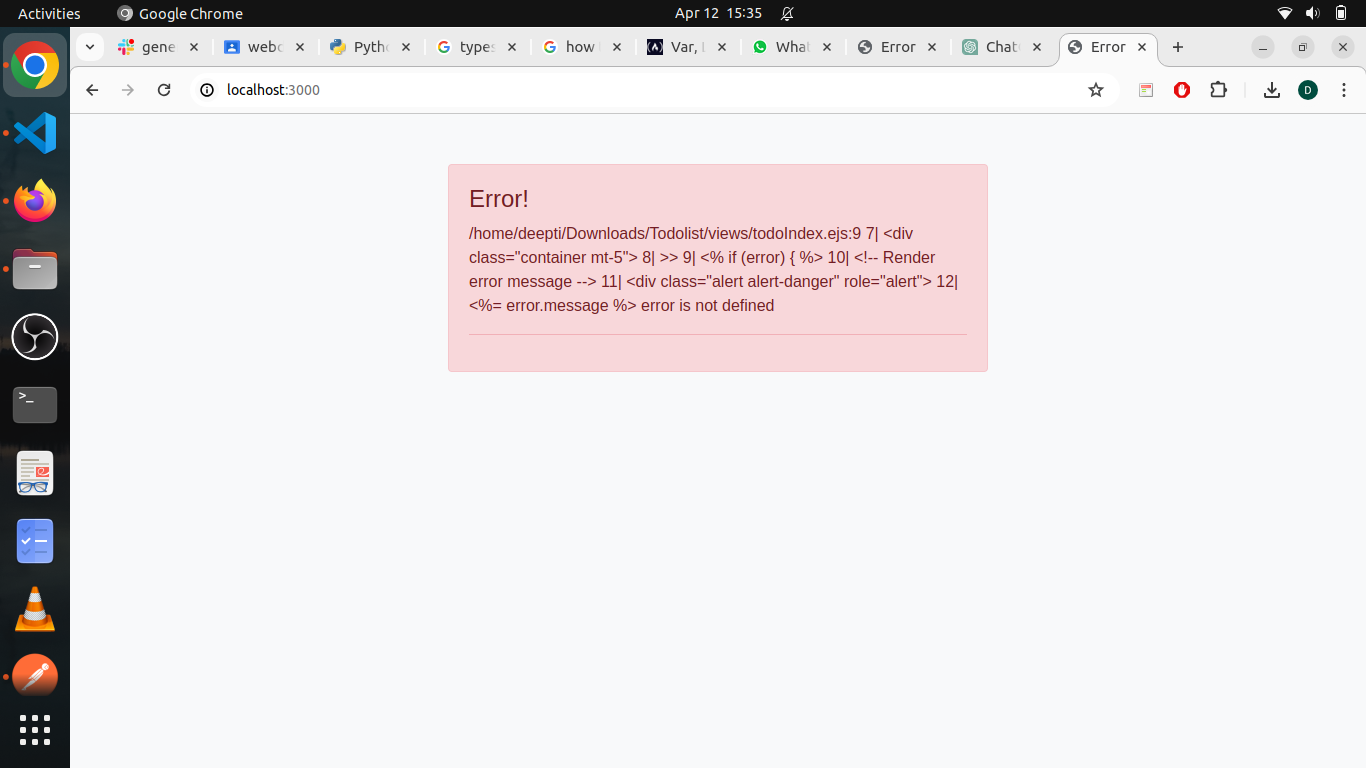 Activities
Google Chrome
Apr 12 15:35
gene
webc
Pytho
types
how
Var, L
What
Error
Chat
Error
localhost:3000
D
Error!
/home/deepti/Downloads/Todolist/views/todoIndex.ejs:9 7| <div
class="container mt-5"> 8| >> 9| <% if (error) { %> 10| <!-- Render
error message --> 11| <div class="alert alert-danger" role="alert"> 12|
<%= error.message %> error is not defined
>_